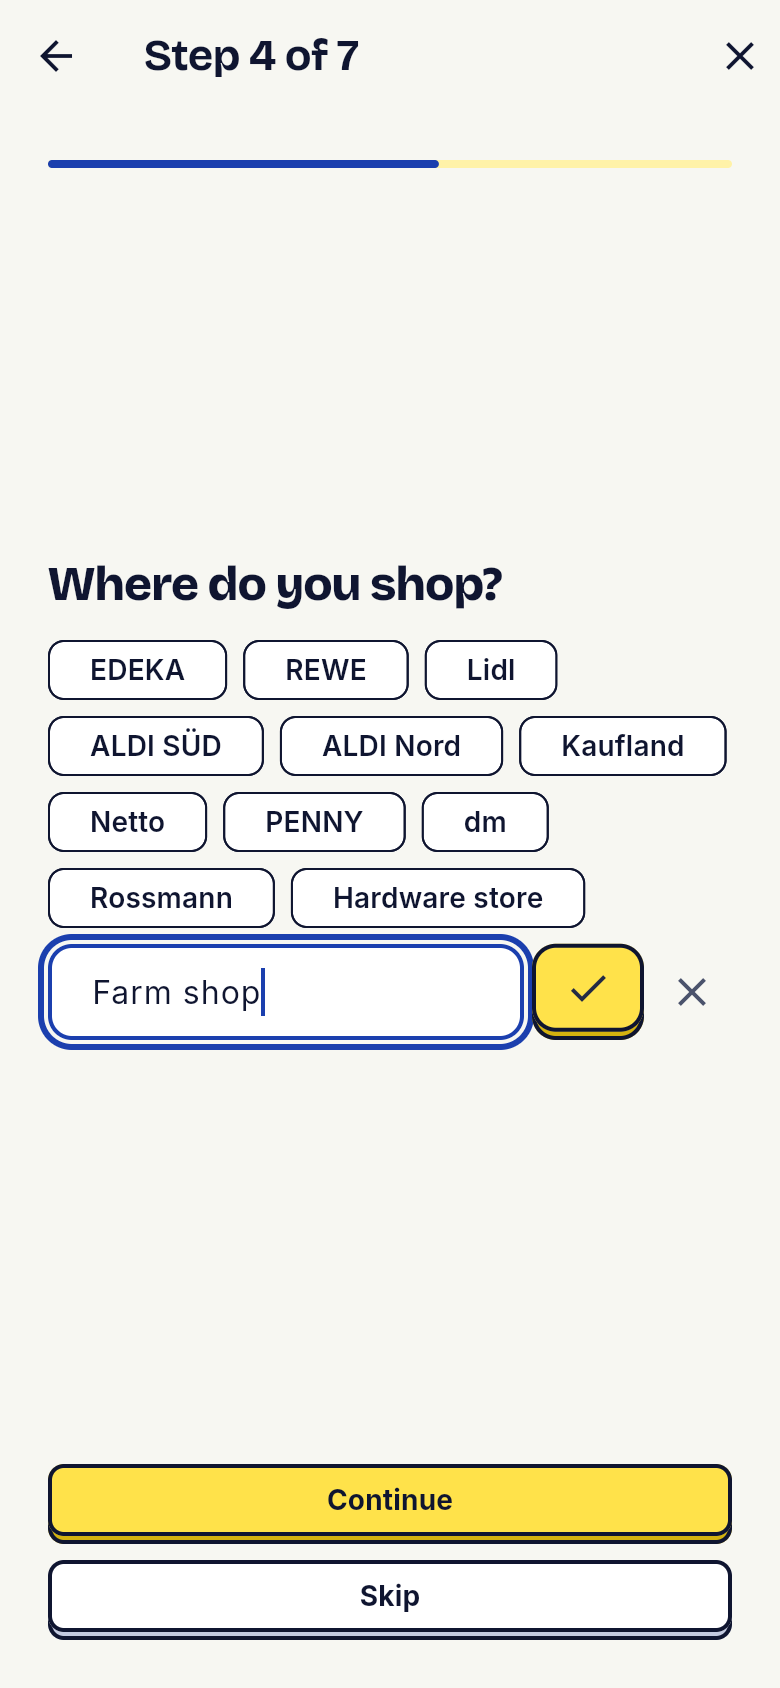 Step 4 of 7
Where do you shop?
EDEKA REWE Lidl
ALDI SÜD ALDI Nord Kaufland
Netto PENNY dm
Rossmann Hardware store
Farm shop
Continue
Skip